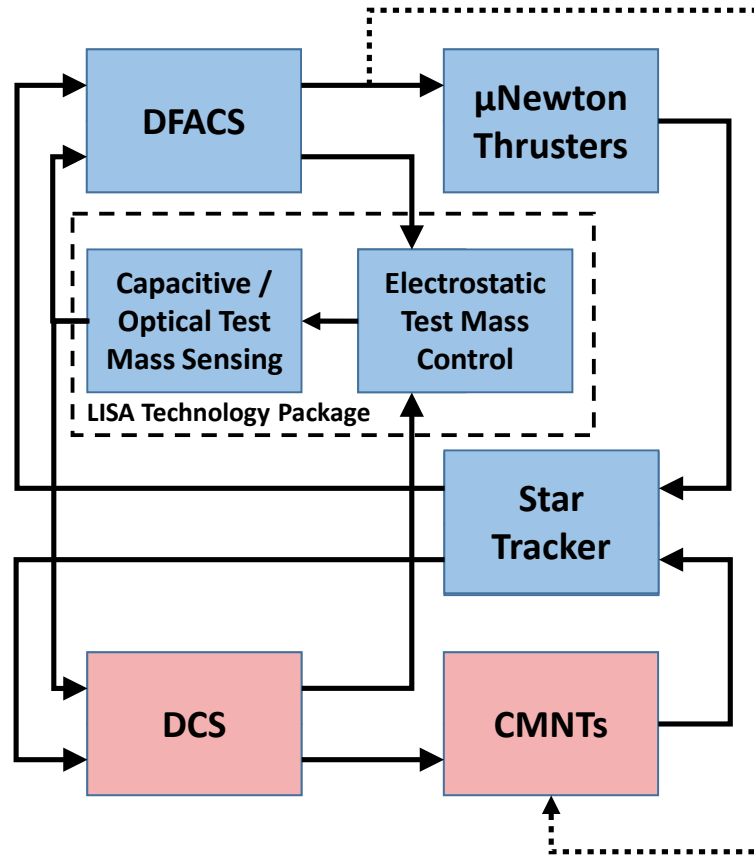 DFACS
μNewton
Thrusters
Capacitive /
Optical Test
Mass Sensing
Electrostatic
Test Mass
Control
LISA Technology Package
Star
Tracker
DCS
CMNTs